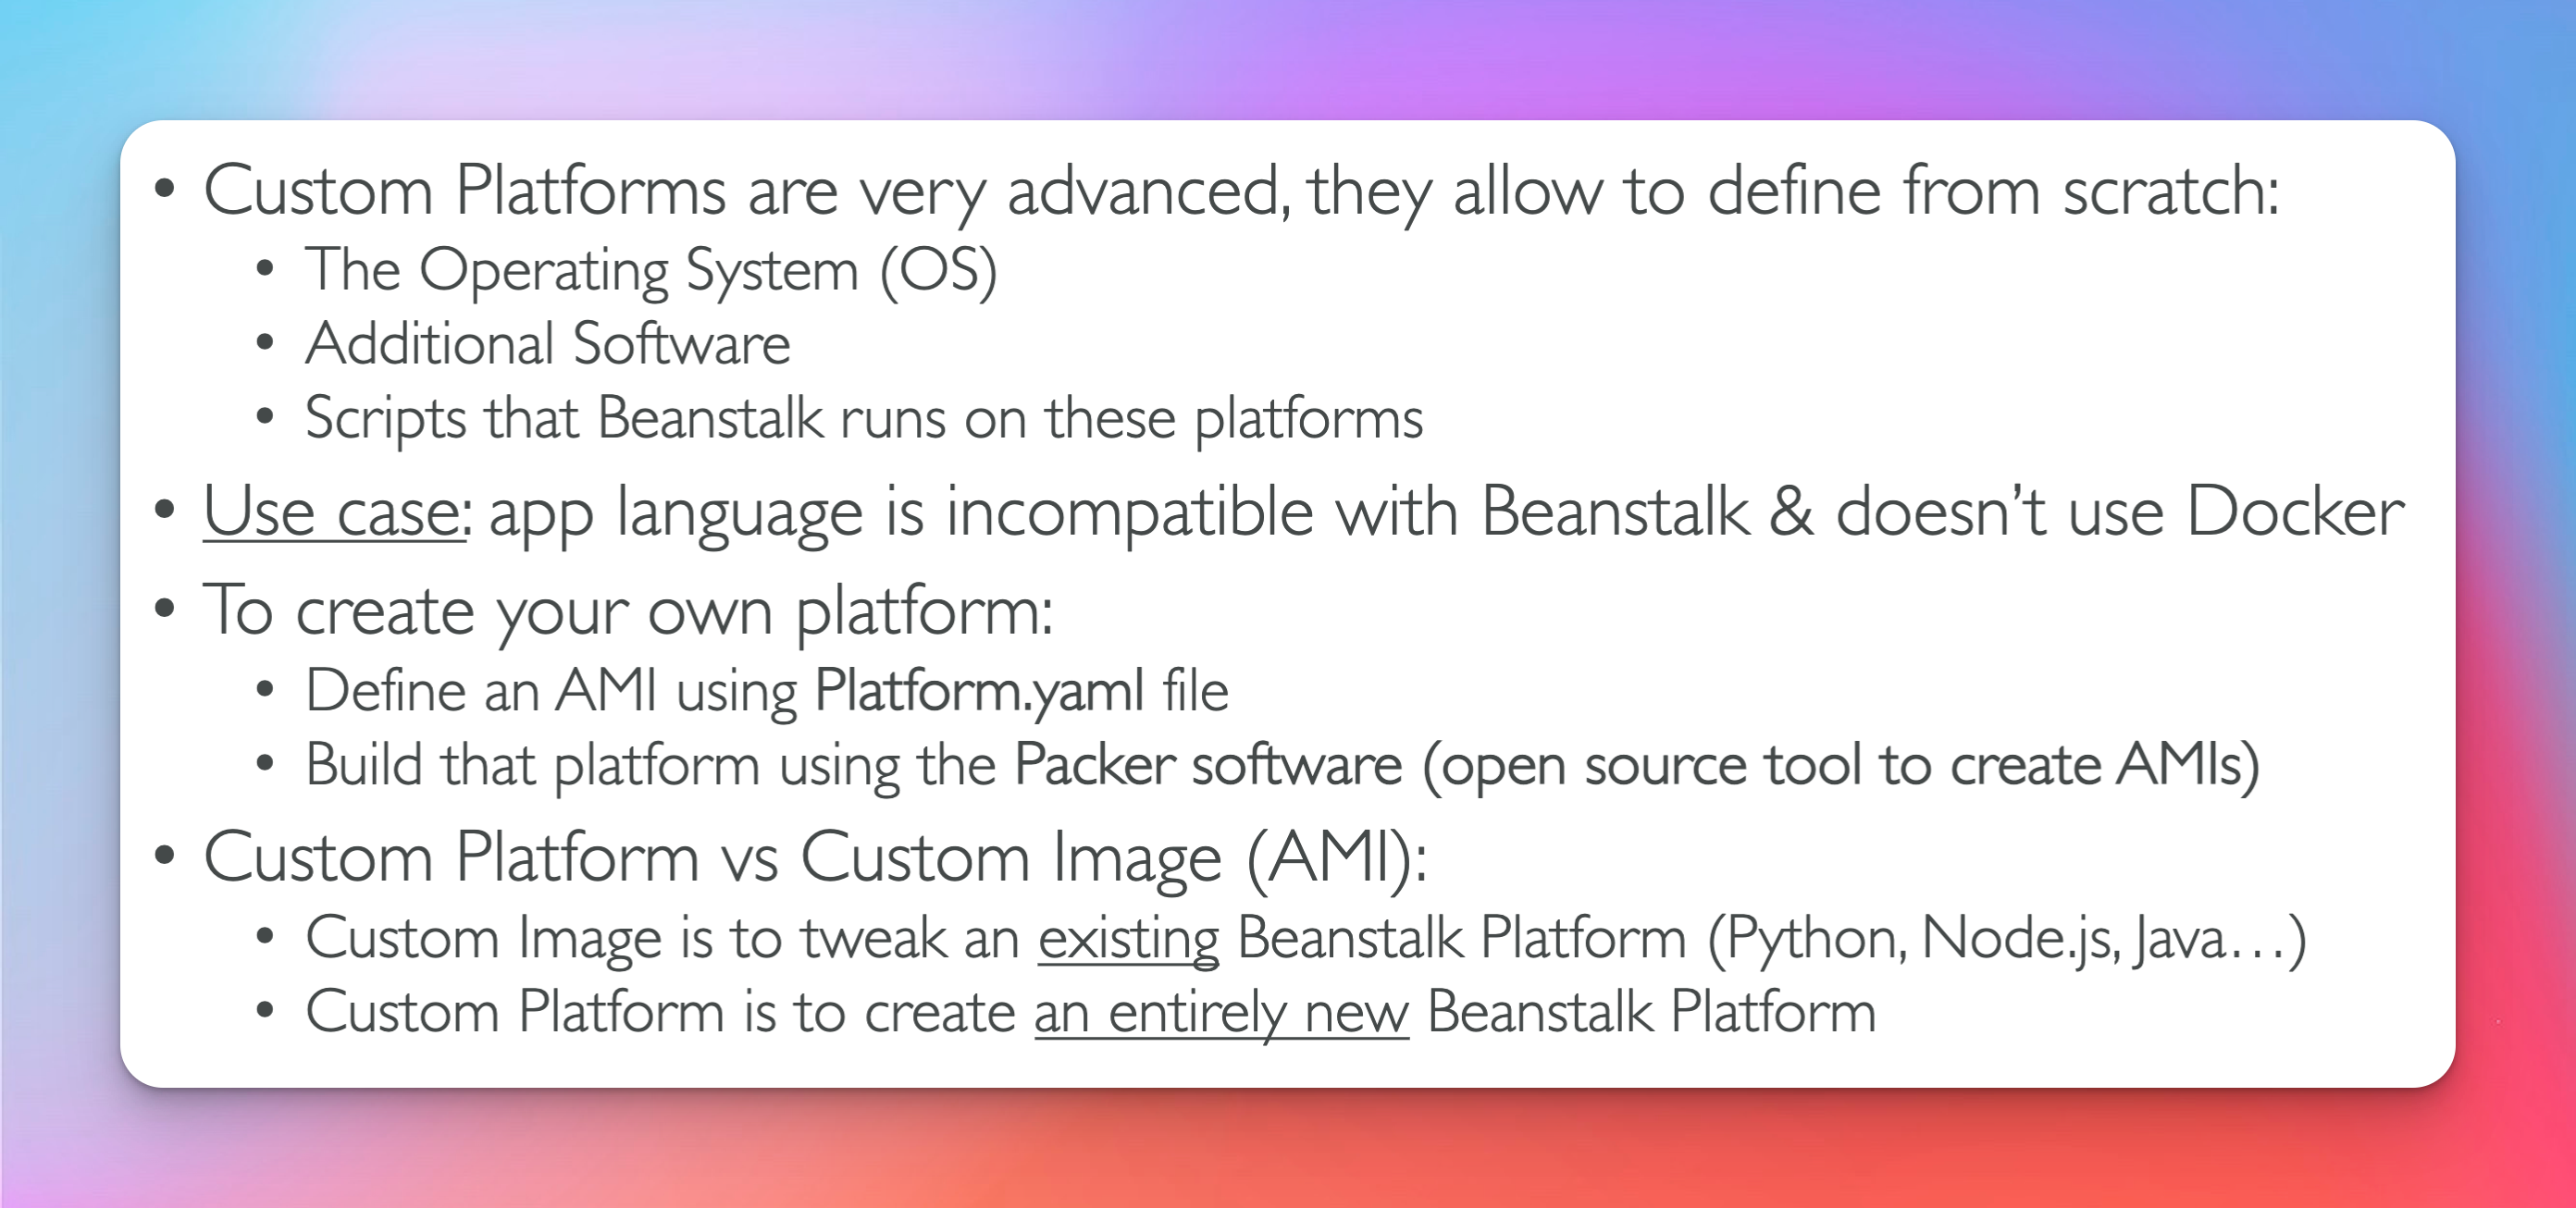 • Custom Platforms are very advanced, they allow to define from scratch:
• The Operating System (OS)
• Additional Software
• Scripts that Beanstalk runs on these platforms
• Use case: app language is incompatible with Beanstalk & doesn’t use Docker
• To create your own platform:
• Define an AMI using Platform.yaml file
• Build that platform using the Packer software (open source tool to create AMIs)
• Custom Platform vs Custom Image (AMI):
• Custom Image is to tweak an existing Beanstalk Platform (Python, Node.js, Java…)
• Custom Platform is to create an entirely new Beanstalk Platform